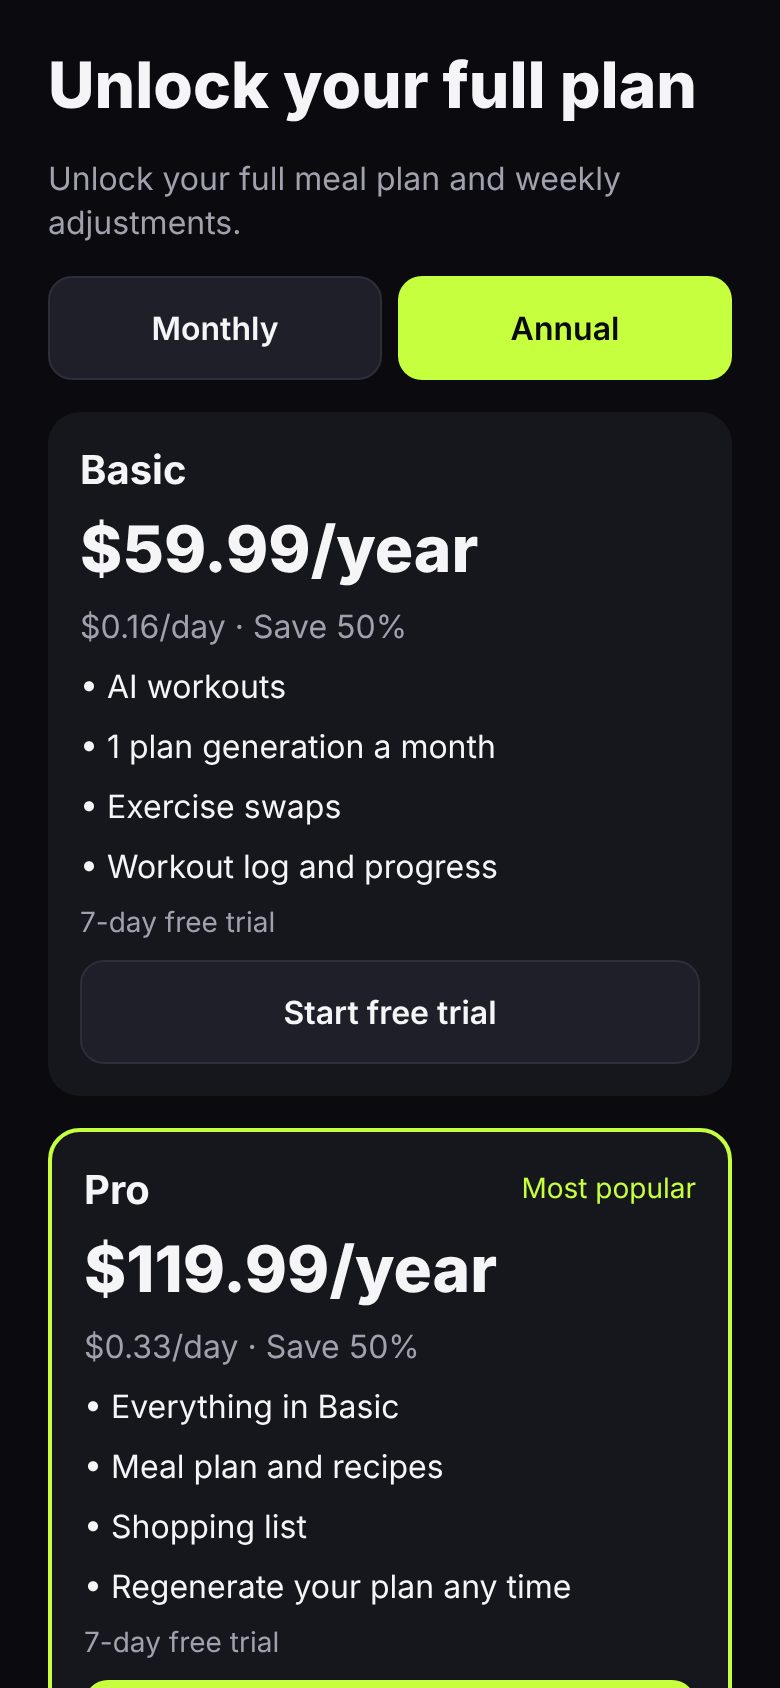 Unlock your full plan
Unlock your full meal plan and weekly
adjustments.
Monthly
Annual
Basic
$59.99/year
$0.16/day · Save 50%
• AI workouts
• 1 plan generation a month
• Exercise swaps
• Workout log and progress
7-day free trial
Start free trial
Pro
Most popular
$119.99/year
$0.33/day · Save 50%
• Everything in Basic
• Meal plan and recipes
• Shopping list
• Regenerate your plan any time
7-day free trial